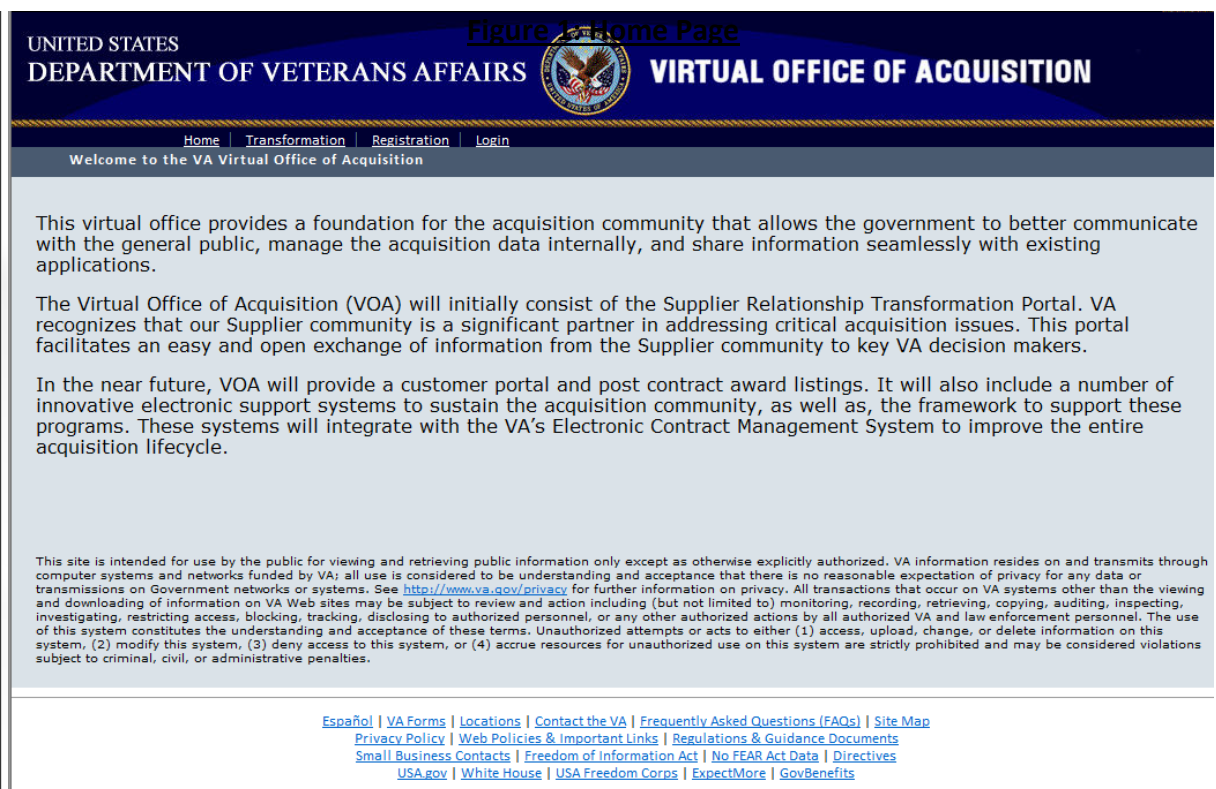 Figure 1: Home Page
UNITED STATES
DEPARTMENT OF VETERANS AFFAIRS
VIRTUAL OFFICE OF ACQUISITION
Home | Transformation | Registration | Login
Welcome to the VA Virtual Office of Acquisition
This virtual office provides a foundation for the acquisition community that allows the government to better communicate
with the general public, manage the acquisition data internally, and share information seamlessly with existing
applications.
The Virtual Office of Acquisition (VOA) will initially consist of the Supplier Relationship Transformation Portal. VA
recognizes that our Supplier community is a significant partner in addressing critical acquisition issues. This portal
facilitates an easy and open exchange of information from the Supplier community to key VA decision makers.
In the near future, VOA will provide a customer portal and post contract award listings. It will also include a number of
innovative electronic support systems to sustain the acquisition community, as well as, the framework to support these
programs. These systems will integrate with the VA's Electronic Contract Management System to improve the entire
acquisition lifecycle.
This site is intended for use by the public for viewing and retrieving public information only except as otherwise explicitly authorized. VA information resides on and transmits through
computer systems and networks funded by VA; all use is considered to be understanding and acceptance that there is no reasonable expectation of privacy for any data or
transmissions on Government networks or systems. See http://www.va.gov/privacy for further information on privacy. All transactions that occur on VA systems other than the viewing
and downloading of information on VA Web sites may be subject to review and action including (but not limited to) monitoring, recording, retrieving, copying, auditing, inspecting,
investigating, restricting access, blocking, tracking, disclosing to authorized personnel, or any other authorized actions by all authorized VA and law enforcement personnel. The use
of this system constitutes the understanding and acceptance of these terms. Unauthorized attempts or acts to either (1) access, upload, change, or delete information on this
system, (2) modify this system, (3) deny access to this system, or (4) accrue resources for unauthorized use on this system are strictly prohibited and may be considered violations
subject to criminal, civil, or administrative penalties.
Español | VA Forms | Locations | Contact the VA | Frequently Asked Questions (FAQs) | Site Map
Privacy Policy | Web Policies & Important Links | Regulations & Guidance Documents
Small Business Contacts | Freedom of Information Act | No FEAR Act Data | Directives
USA.gov | White House | USA Freedom Corps | ExpectMore | GovBenefits